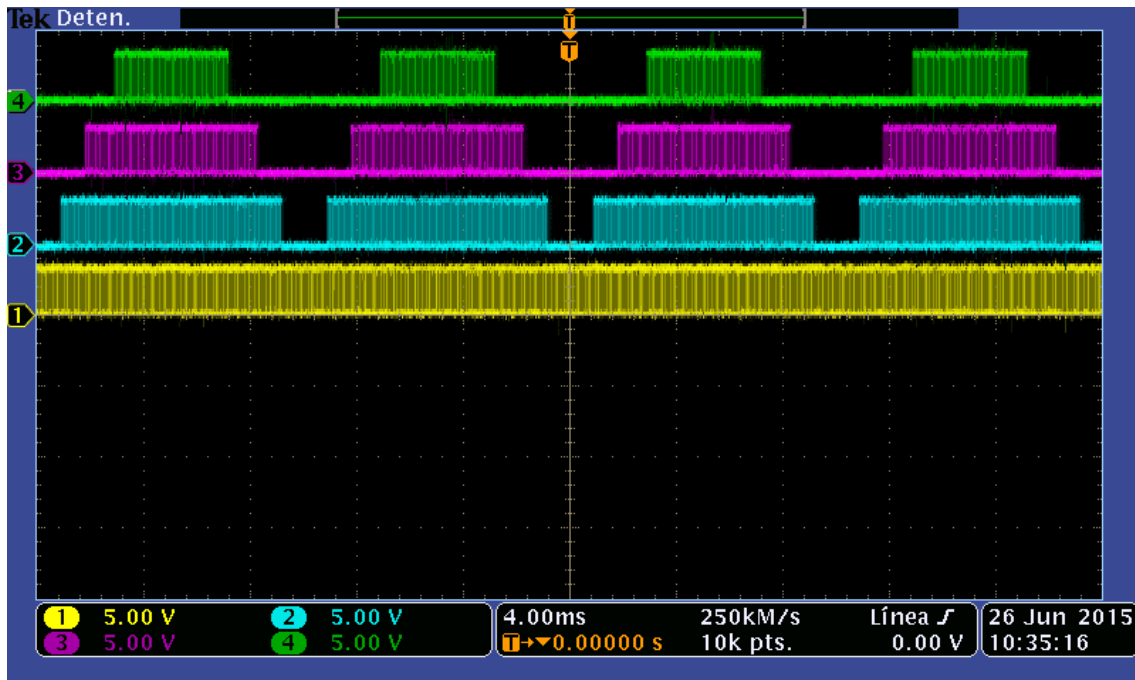 Tek Deten.
T
T
4
3
2
1
1 5.00 V 2 5.00 V
3 5.00 V 4 5.00 V
4.00ms 250kM/s Línea
T→▼0.00000 s 10k pts. 0.00 V
26 Jun 2015
10:35:16